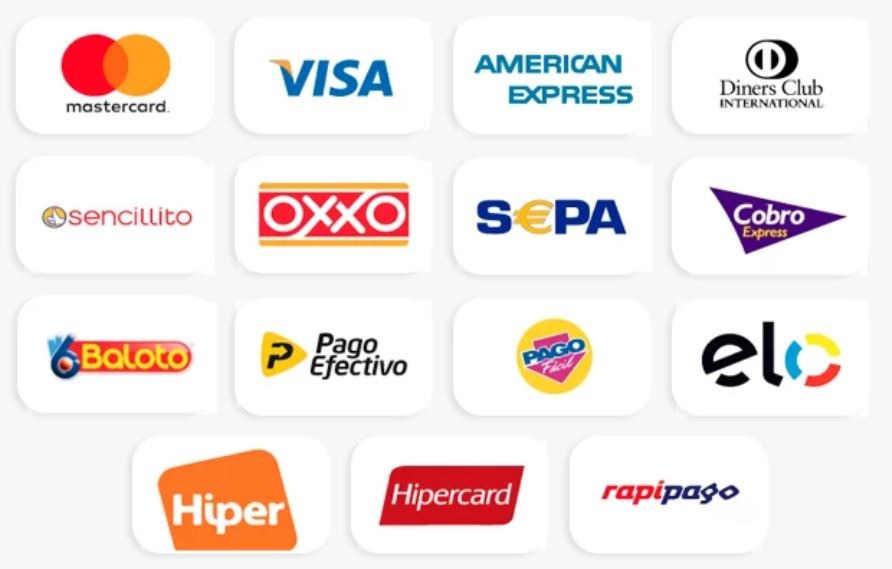 mastercard.
VISA
AMERICAN
EXPRESS
Diners Club
INTERNATIONAL
sencillito
OXXO
S€PA
Cobro
Express
Baloto
Pago
Efectivo
PAGO
Fácil
elo
Hiper
Hipercard
rapipago